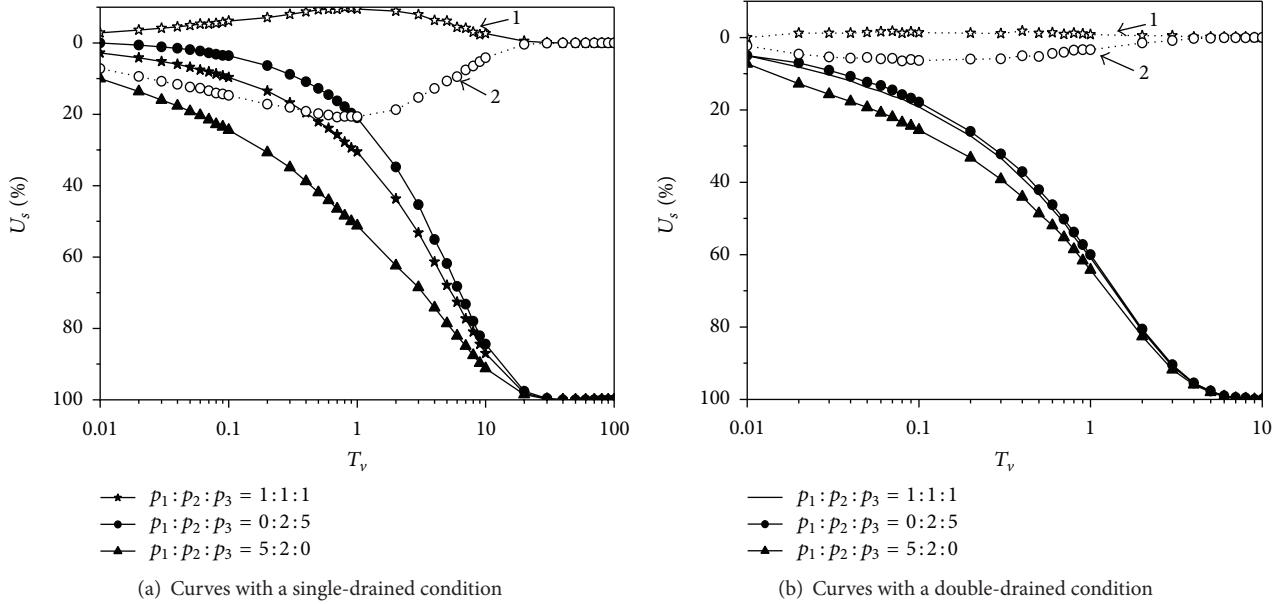 0
20
40
60
80
100
U_s (%)
0.01 0.1 1 10 100
T_v
1
2
p_1 : p_2 : p_3 = 1 : 1 : 1
p_1 : p_2 : p_3 = 0 : 2 : 5
p_1 : p_2 : p_3 = 5 : 2 : 0
(a) Curves with a single-drained condition
0
20
40
60
80
100
U_s (%)
0.01 0.1 1 10
T_v
1
2
p_1 : p_2 : p_3 = 1 : 1 : 1
p_1 : p_2 : p_3 = 0 : 2 : 5
p_1 : p_2 : p_3 = 5 : 2 : 0
(b) Curves with a double-drained condition